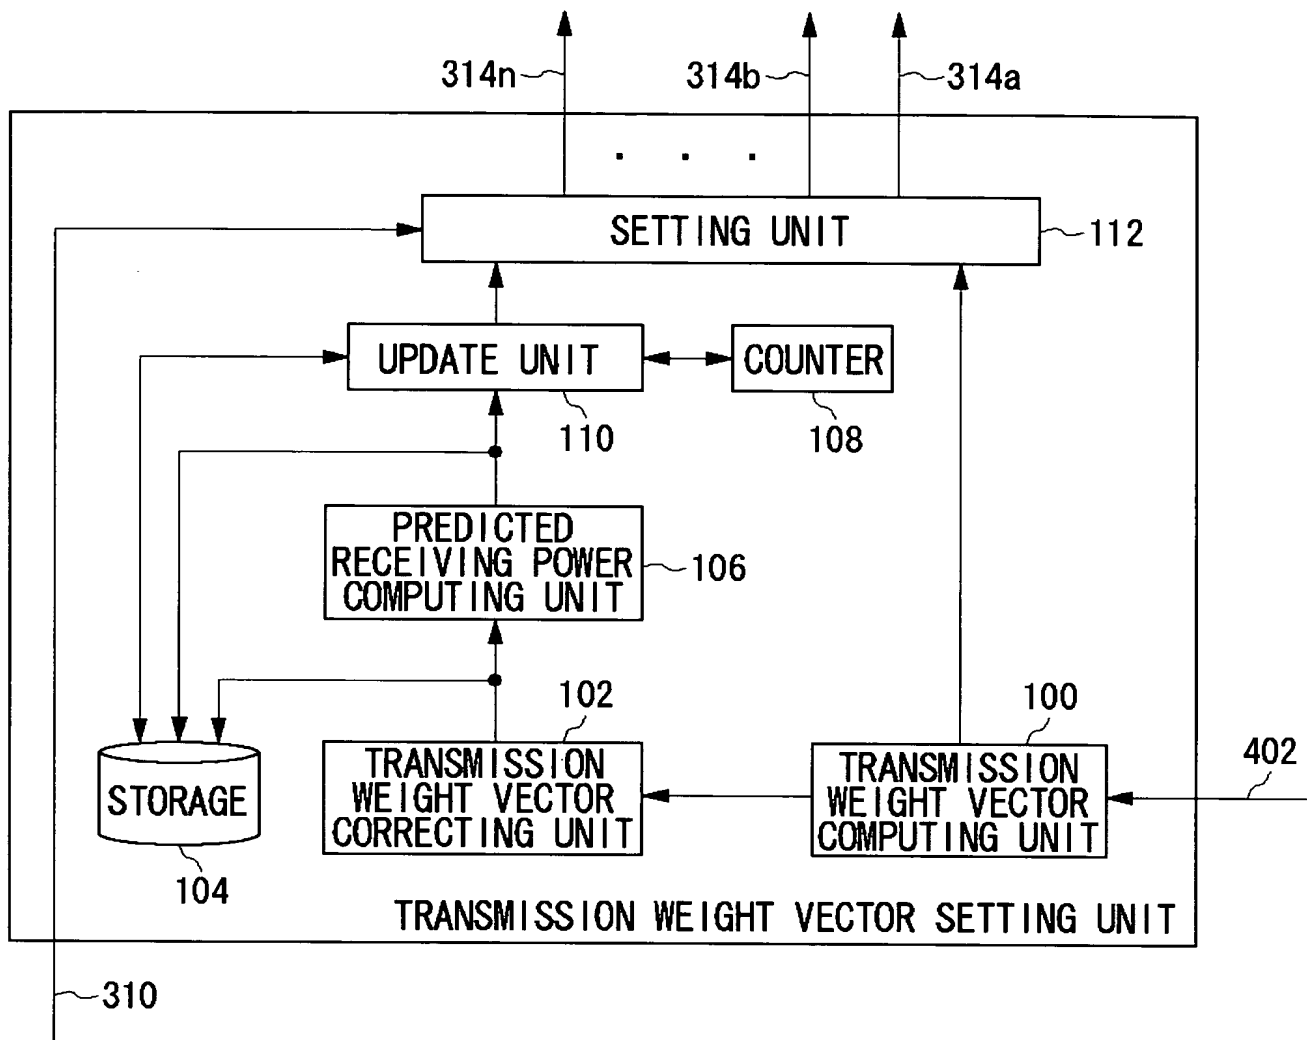 314n
314b
314a
. . .
SETTING UNIT
112
UPDATE UNIT
COUNTER
110
108
PREDICTED
RECEIVING POWER
COMPUTING UNIT
106
102
100
402
STORAGE
TRANSMISSION
WEIGHT VECTOR
CORRECTING UNIT
TRANSMISSION
WEIGHT VECTOR
COMPUTING UNIT
104
TRANSMISSION WEIGHT VECTOR SETTING UNIT
310